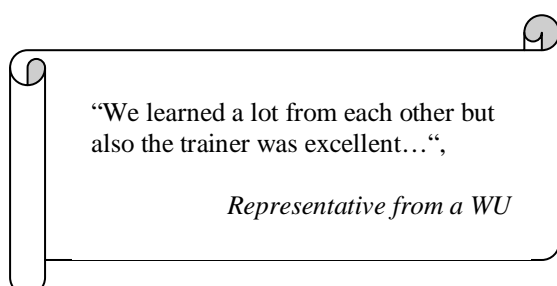 “We learned a lot from each other but
also the trainer was excellent…“,
Representative from a WU